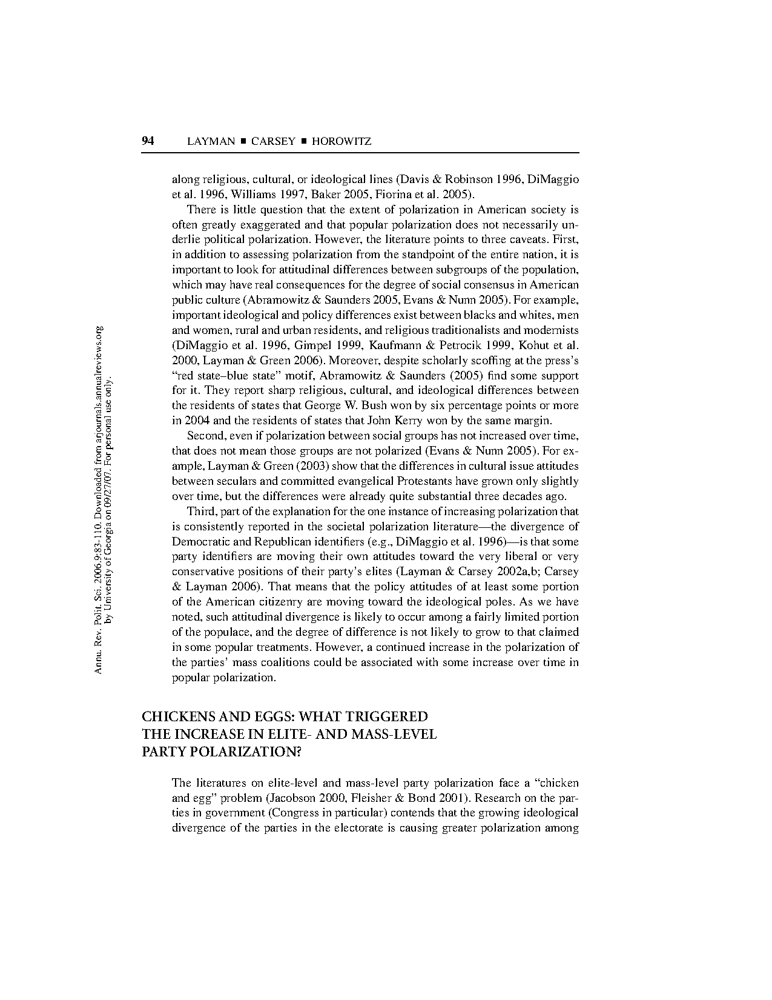 94 LAYMAN ■ CARSEY ■ HOROWITZ
along religious, cultural, or ideological lines (Davis & Robinson 1996, DiMaggio
et al. 1996, Williams 1997, Baker 2005, Fiorina et al. 2005).
There is little question that the extent of polarization in American society is
often greatly exaggerated and that popular polarization does not necessarily un-
derlie political polarization. However, the literature points to three caveats. First,
in addition to assessing polarization from the standpoint of the entire nation, it is
important to look for attitudinal differences between subgroups of the population,
which may have real consequences for the degree of social consensus in American
public culture (Abramowitz & Saunders 2005, Evans & Nunn 2005). For example,
important ideological and policy differences exist between blacks and whites, men
and women, rural and urban residents, and religious traditionalists and modernists
(DiMaggio et al. 1996, Gimpel 1999, Kaufmann & Petrocik 1999, Kohut et al.
2000, Layman & Green 2006). Moreover, despite scholarly scoffing at the press’s
“red state–blue state” motif, Abramowitz & Saunders (2005) find some support
for it. They report sharp religious, cultural, and ideological differences between
the residents of states that George W. Bush won by six percentage points or more
in 2004 and the residents of states that John Kerry won by the same margin.
Second, even if polarization between social groups has not increased over time,
that does not mean those groups are not polarized (Evans & Nunn 2005). For ex-
ample, Layman & Green (2003) show that the differences in cultural issue attitudes
between seculars and committed evangelical Protestants have grown only slightly
over time, but the differences were already quite substantial three decades ago.
Third, part of the explanation for the one instance of increasing polarization that
is consistently reported in the societal polarization literature—the divergence of
Democratic and Republican identifiers (e.g., DiMaggio et al. 1996)—is that some
party identifiers are moving their own attitudes toward the very liberal or very
conservative positions of their party’s elites (Layman & Carsey 2002a,b; Carsey
& Layman 2006). That means that the policy attitudes of at least some portion
of the American citizenry are moving toward the ideological poles. As we have
noted, such attitudinal divergence is likely to occur among a fairly limited portion
of the populace, and the degree of difference is not likely to grow to that claimed
in some popular treatments. However, a continued increase in the polarization of
the parties’ mass coalitions could be associated with some increase over time in
popular polarization.
CHICKENS AND EGGS: WHAT TRIGGERED
THE INCREASE IN ELITE- AND MASS-LEVEL
PARTY POLARIZATION?
The literatures on elite-level and mass-level party polarization face a “chicken
and egg” problem (Jacobson 2000, Fleisher & Bond 2001). Research on the par-
ties in government (Congress in particular) contends that the growing ideological
divergence of the parties in the electorate is causing greater polarization among
Annu. Rev. Polit. Sci. 2006.9:83-110. Downloaded from arjournals.annualreviews.org
by University of Georgia on 09/27/07. For personal use only.